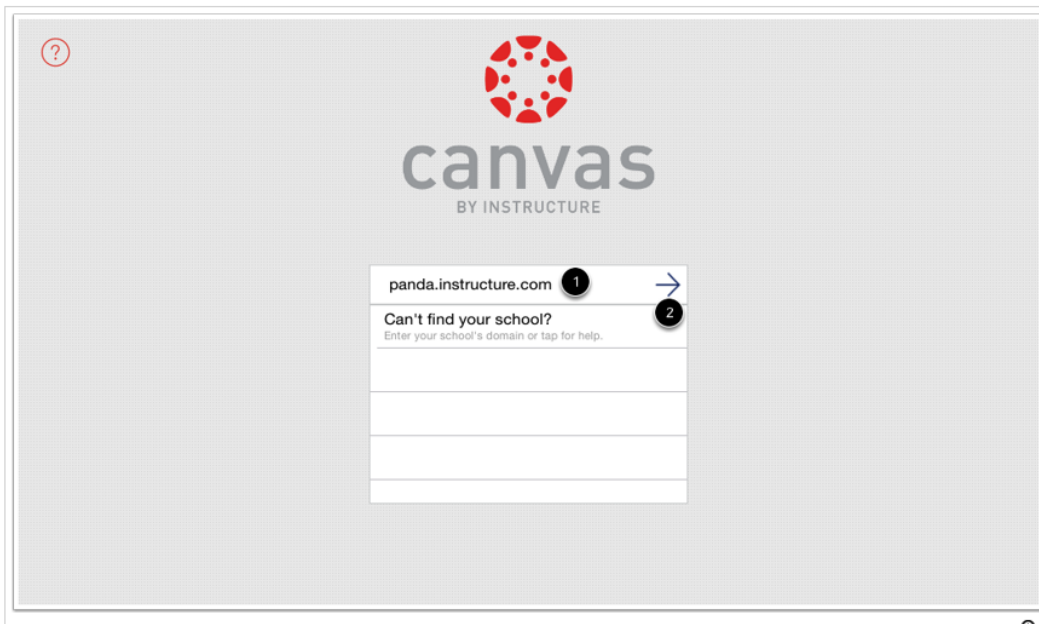 ?
canvas
BY INSTRUCTURE
panda.instructure.com 1
2
Can't find your school?
Enter your school's domain or tap for help.